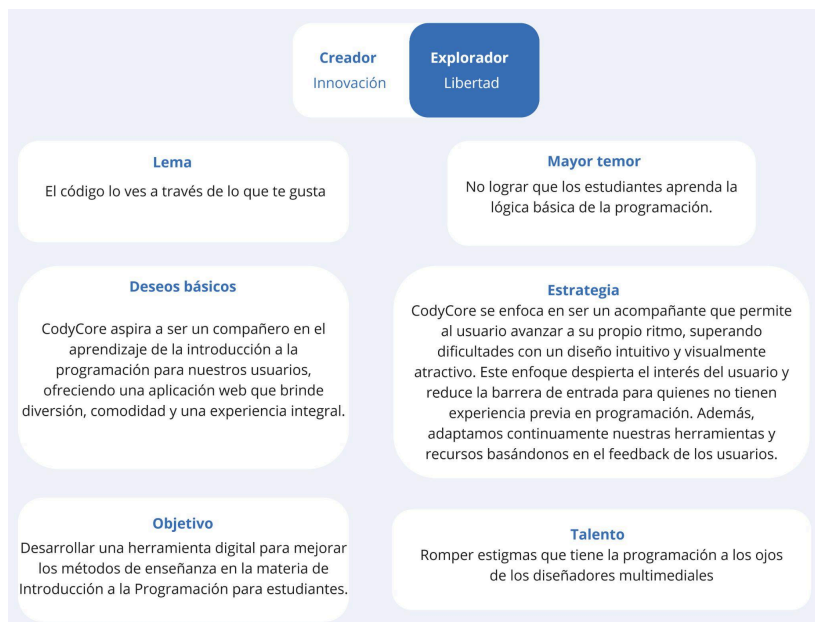 Creador
Innovación
Explorador
Libertad
Lema
El código lo ves a través de lo que te gusta
Mayor temor
No lograr que los estudiantes aprenda la
lógica básica de la programación.
Deseos básicos
CodyCore aspira a ser un compañero en el
aprendizaje de la introducción a la
programación para nuestros usuarios,
ofreciendo una aplicación web que brinde
diversión, comodidad y una experiencia integral.
Estrategia
CodyCore se enfoca en ser un acompañante que permite
al usuario avanzar a su propio ritmo, superando
dificultades con un diseño intuitivo y visualmente
atractivo. Este enfoque despierta el interés del usuario y
reduce la barrera de entrada para quienes no tienen
experiencia previa en programación. Además,
adaptamos continuamente nuestras herramientas y
recursos basándonos en el feedback de los usuarios.
Objetivo
Desarrollar una herramienta digital para mejorar
los métodos de enseñanza en la materia de
Introducción a la Programación para estudiantes.
Talento
Romper estigmas que tiene la programación a los ojos
de los diseñadores multimediales